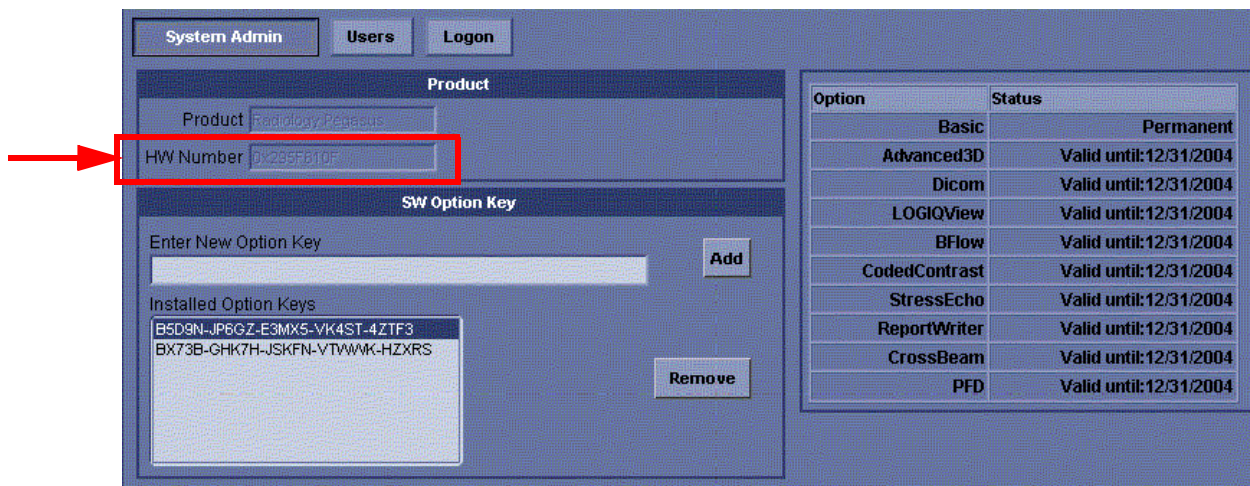 System Admin Users Logon
Product
Product Radiology Pegasus
HW Number 0x295F610F
SW Option Key
Enter New Option Key
Add
Installed Option Keys
B5D9N-JP6GZ-E3MX5-VK4ST-4ZTF3
BX73B-GHK7H-JSKFN-VTVWK-HZXRS
Remove
Option Status
Basic Permanent
Advanced3D Valid until:12/31/2004
Dicom Valid until:12/31/2004
LOGIQView Valid until:12/31/2004
BFlow Valid until:12/31/2004
CodedContrast Valid until:12/31/2004
StressEcho Valid until:12/31/2004
ReportWriter Valid until:12/31/2004
CrossBeam Valid until:12/31/2004
PFD Valid until:12/31/2004